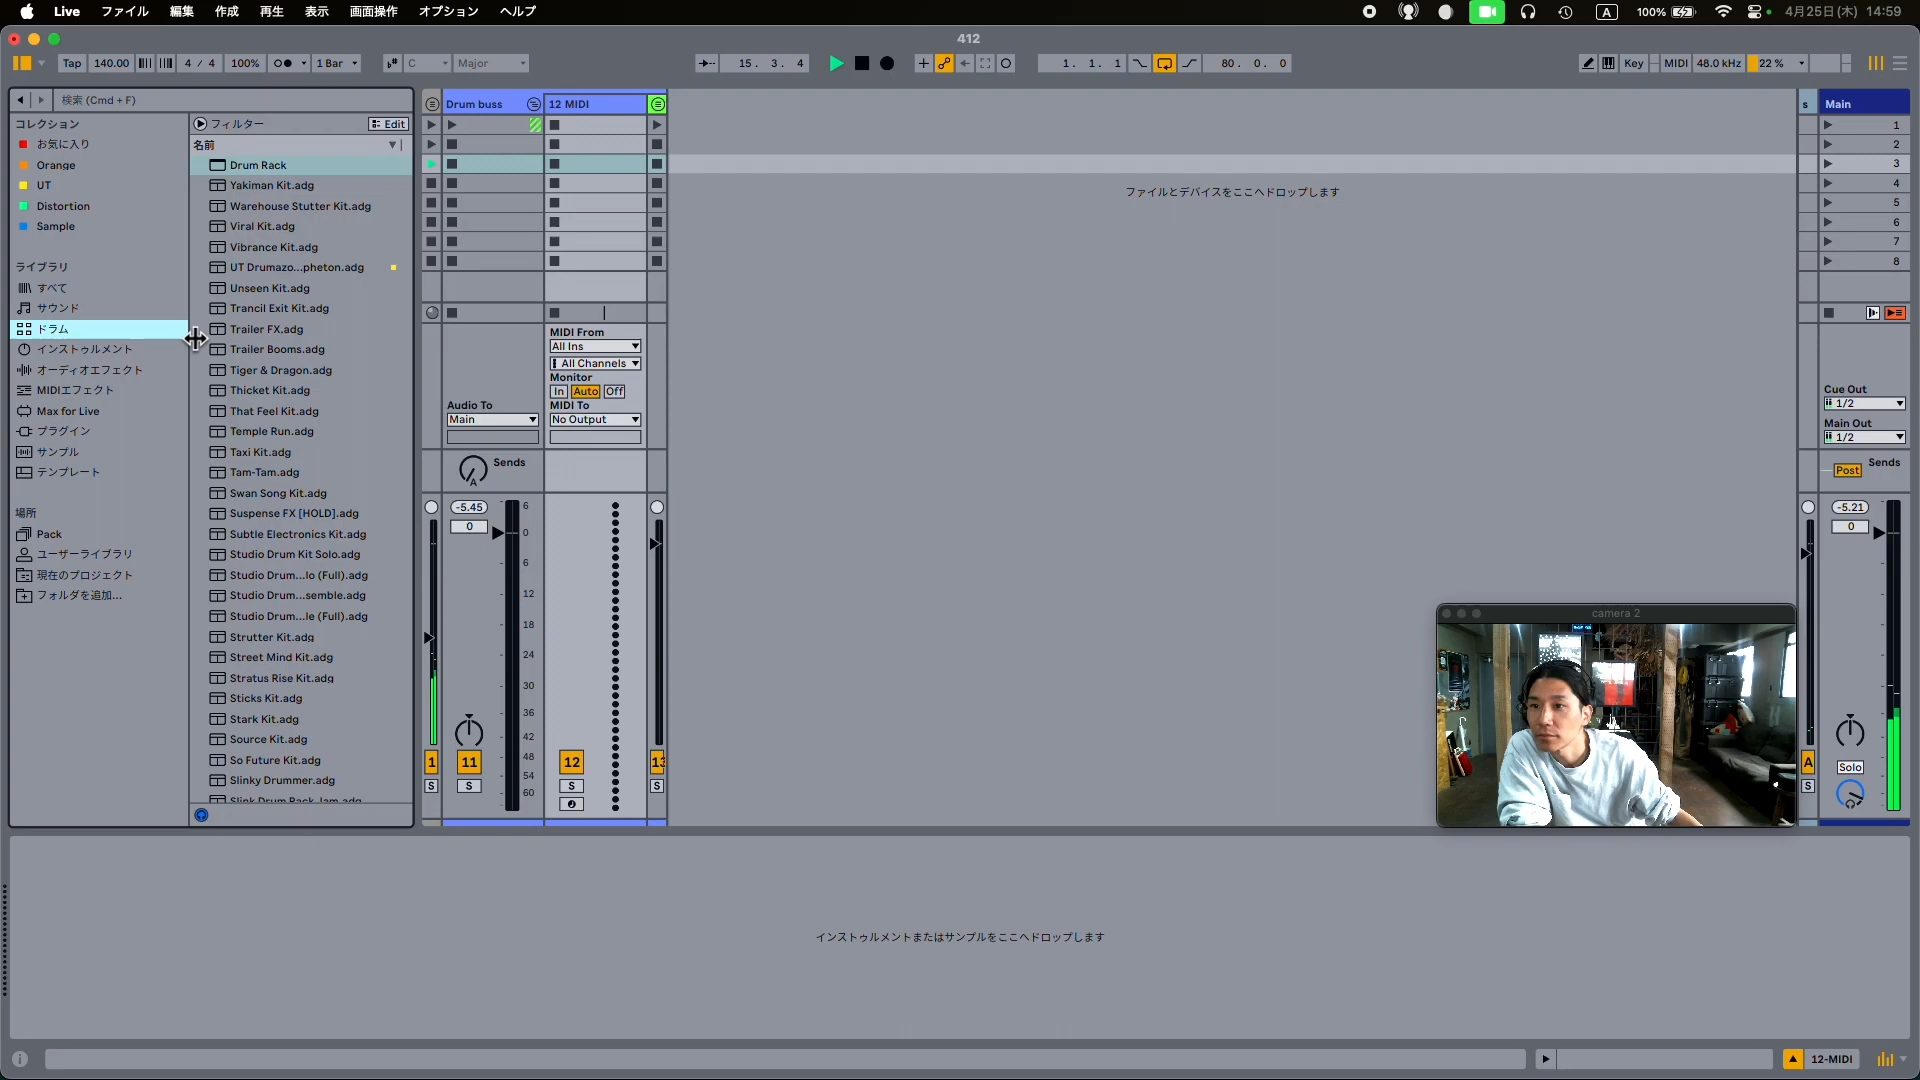 Live ファイル 編集 作成 再生 表示 画面操作 オプション ヘルプ A 100% 4月25日(木) 14:59
412
Tap 140.00 4 / 4 100% 1 Bar C Major 15. 3. 4 1. 1. 1 80. 0. 0 Key MIDI 48.0 kHz 22 %
検索 (Cmd + F)
コレクション
お気に入り
Orange
UT
Distortion
Sample
ライブラリ
すべて
サウンド
ドラム
インストゥルメント
オーディオエフェクト
MIDIエフェクト
Max for Live
プラグイン
サンプル
テンプレート
場所
Pack
ユーザーライブラリ
現在のプロジェクト
フォルダを追加...
フィルター Edit
名前
Drum Rack
Yakiman Kit.adg
Warehouse Stutter Kit.adg
Viral Kit.adg
Vibrance Kit.adg
UT Drumazo...pheton.adg
Unseen Kit.adg
Trancil Exit Kit.adg
Trailer FX.adg
Trailer Booms.adg
Tiger & Dragon.adg
Thicket Kit.adg
That Feel Kit.adg
Temple Run.adg
Taxi Kit.adg
Tam-Tam.adg
Swan Song Kit.adg
Suspense FX [HOLD].adg
Subtle Electronics Kit.adg
Studio Drum Kit Solo.adg
Studio Drum...lo (Full).adg
Studio Drum...semble.adg
Studio Drum...le (Full).adg
Strutter Kit.adg
Street Mind Kit.adg
Stratus Rise Kit.adg
Sticks Kit.adg
Stark Kit.adg
Source Kit.adg
So Future Kit.adg
Slinky Drummer.adg
Slink Drum Rack Jam.adg
Drum buss
12 MIDI
Audio To
Main
MIDI From
All Ins
All Channels
Monitor
In Auto Off
MIDI To
No Output
Sends
A
-5.45
0
6
0
6
12
18
24
30
36
42
48
54
60
1 11 12 13
S S S S
ファイルとデバイスをここへドロップします
camera 2
s Main
1
2
3
4
5
6
7
8
Cue Out
1/2
Main Out
1/2
Sends
Post
-5.21
0
A
S
Solo
インストゥルメントまたはサンプルをここへドロップします
12-MIDI